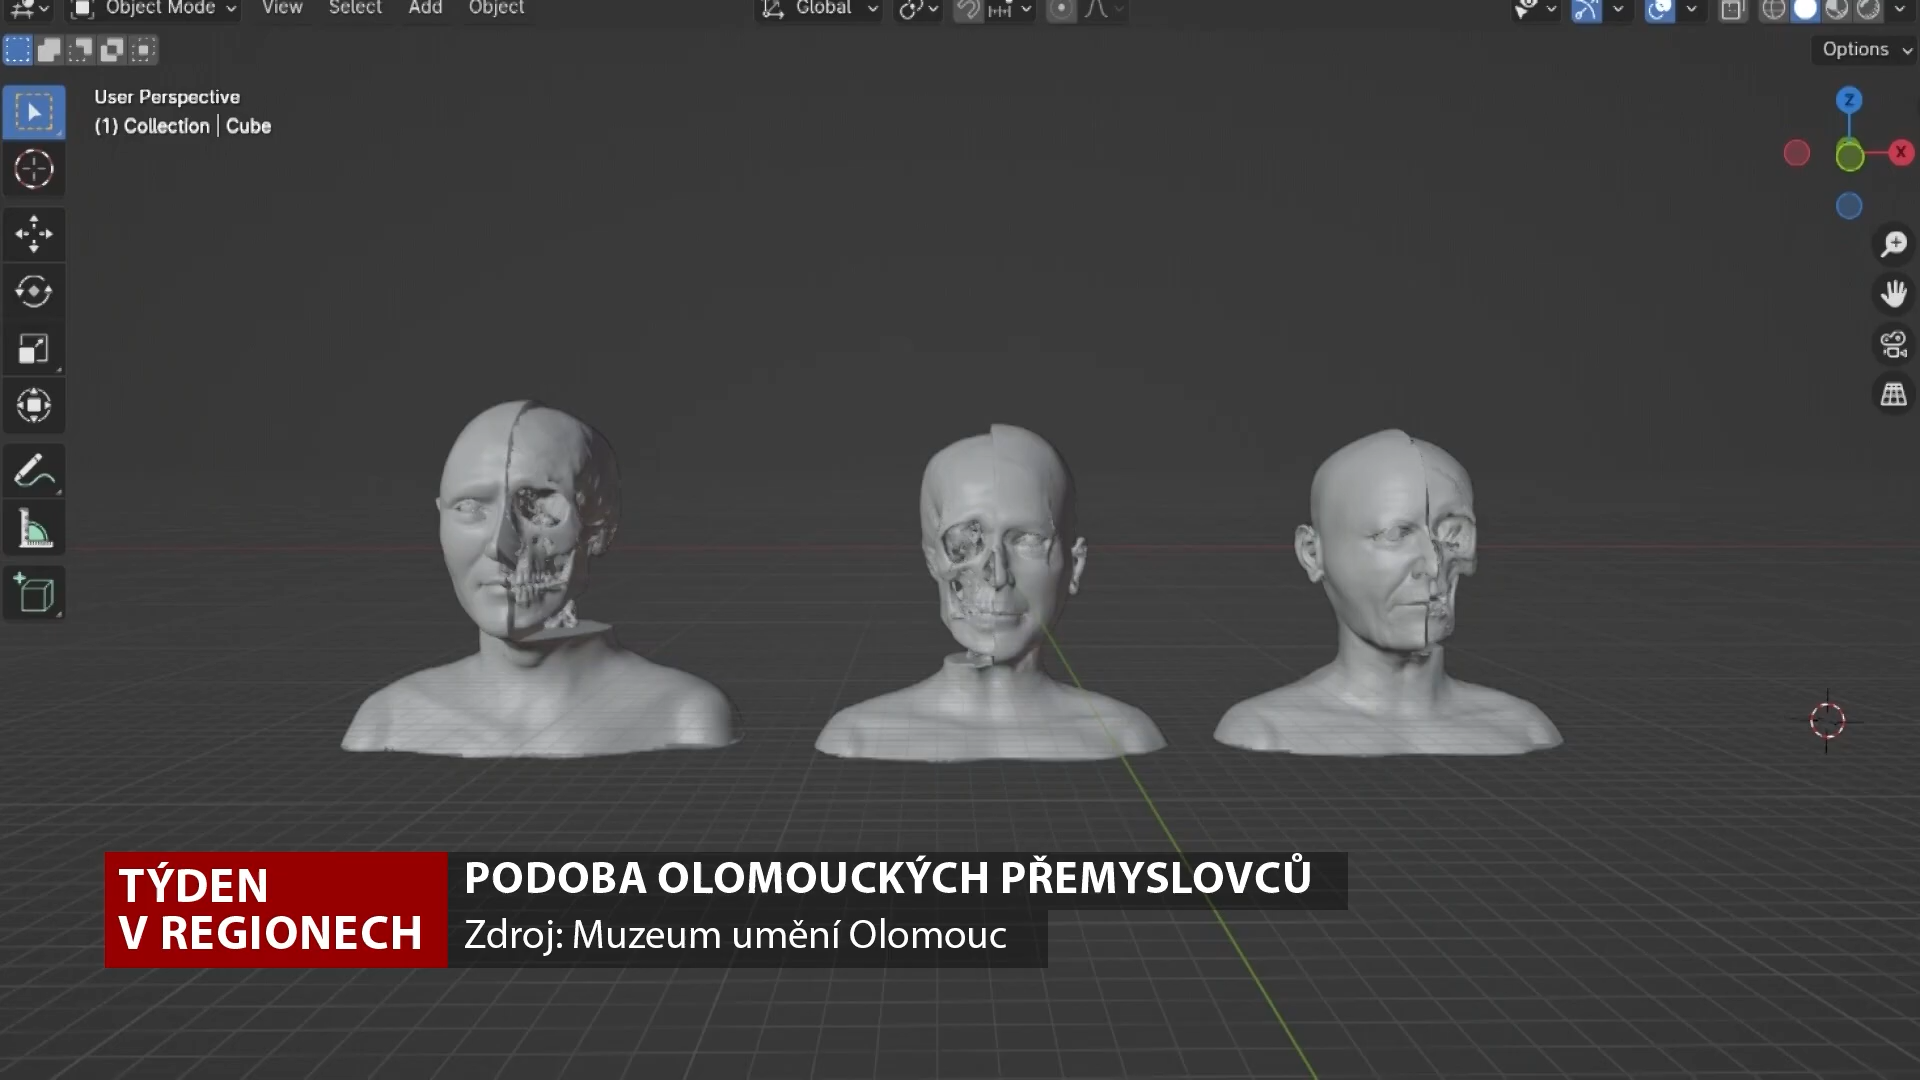 Object Mode View Select Add Object Global
Options
User Perspective
(1) Collection | Cube
Z
X
TÝDEN
V REGIONECH
PODOBA OLOMOUCKÝCH PŘEMYSLOVCŮ
Zdroj: Muzeum umění Olomouc